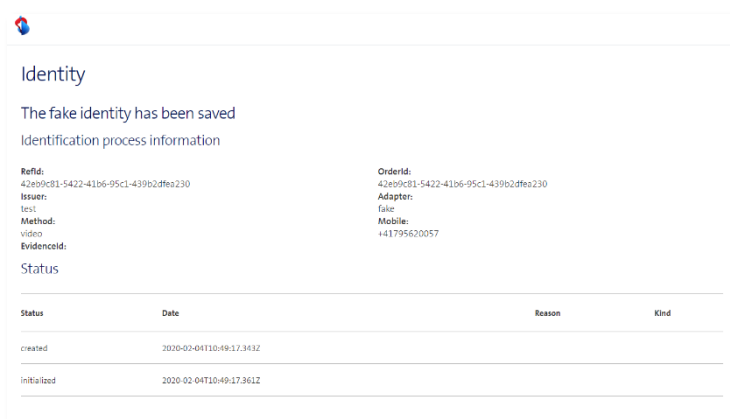 Identity
The fake identity has been saved
Identification process information
RefId:
42eb9c81-5422-41b6-95c1-439b2dfea230
Issuer:
test
Method:
video
EvidenceId:
OrderId:
42eb9c81-5422-41b6-95c1-439b2dfea230
Adapter:
fake
Mobile:
+41795620057
Status
Status Date Reason Kind
created 2020-02-04T10:49:17.343Z
initialized 2020-02-04T10:49:17.361Z